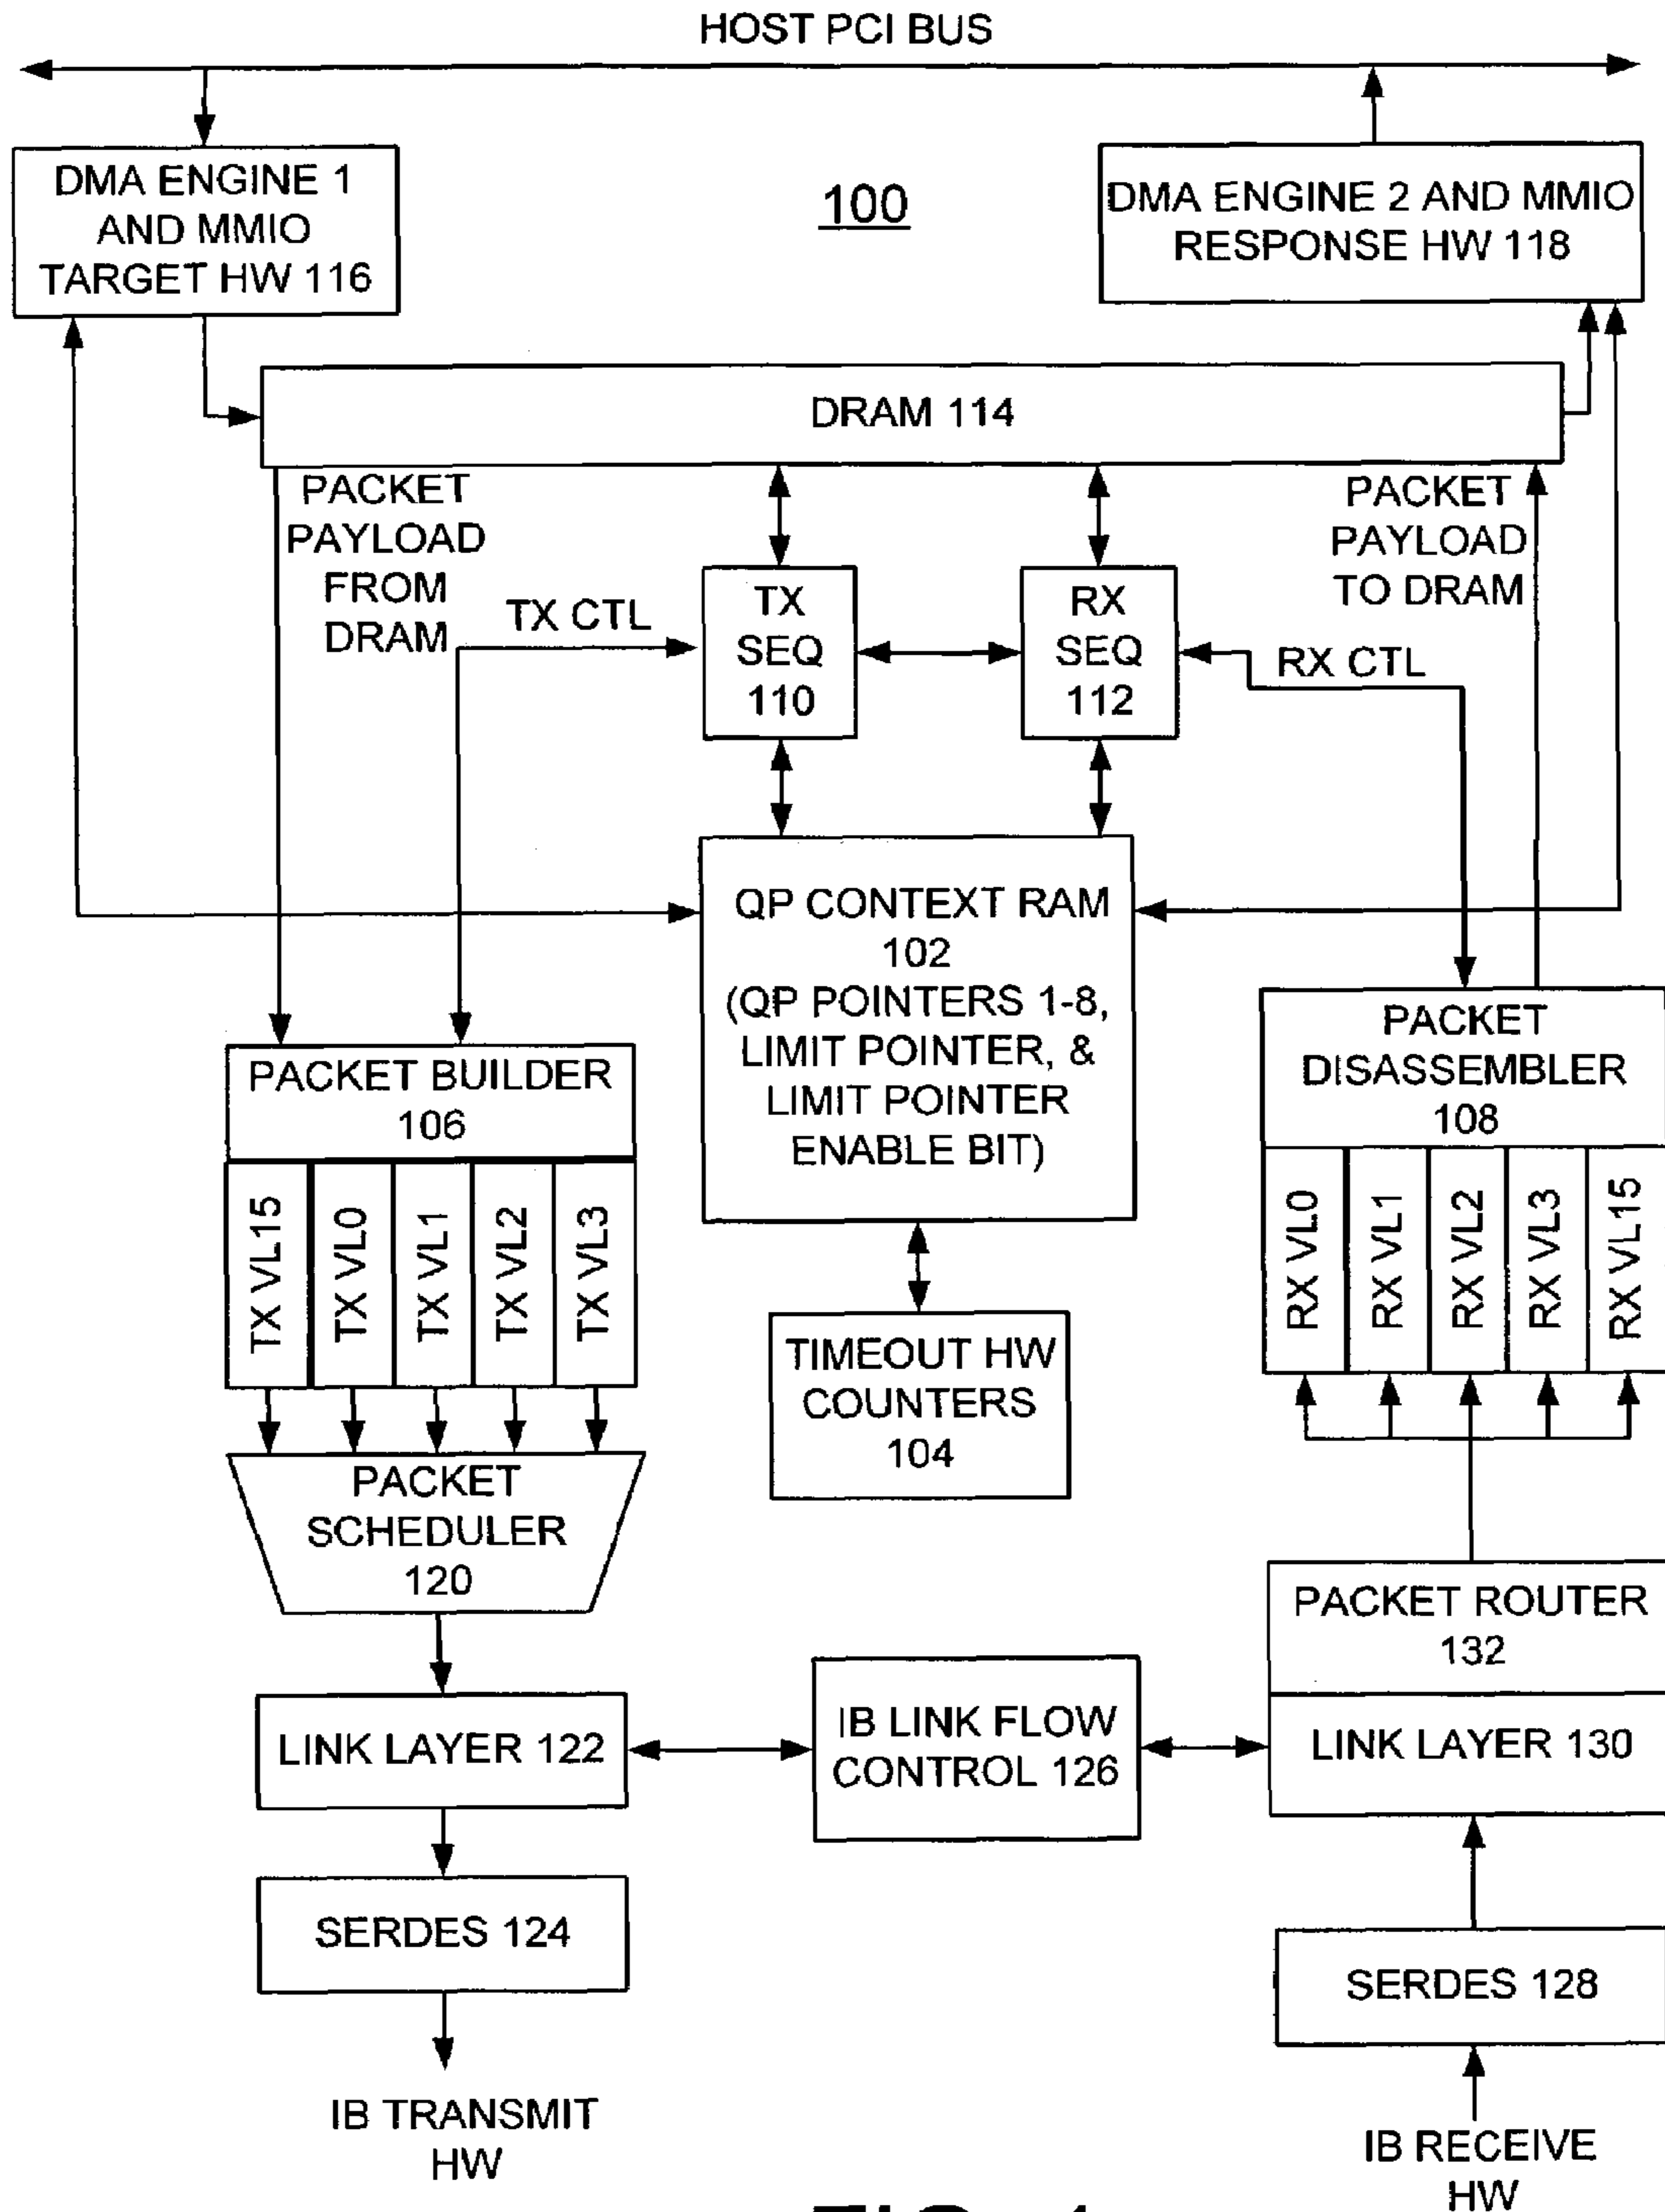 HOST PCI BUS
DMA ENGINE 1
AND MMIO
TARGET HW 116
100
DMA ENGINE 2 AND MMIO
RESPONSE HW 118
DRAM 114
PACKET
PAYLOAD
FROM
DRAM
TX CTL
TX
SEQ
110
RX
SEQ
112
RX CTL
PACKET
PAYLOAD
TO DRAM
QP CONTEXT RAM
102
(QP POINTERS 1-8,
LIMIT POINTER, &
LIMIT POINTER
ENABLE BIT)
PACKET BUILDER
106
TX VL15
TX VL0
TX VL1
TX VL2
TX VL3
PACKET
DISASSEMBLER
108
RX VL0
RX VL1
RX VL2
RX VL3
RX VL15
TIMEOUT HW
COUNTERS
104
PACKET
SCHEDULER
120
PACKET ROUTER
132
LINK LAYER 122
IB LINK FLOW
CONTROL 126
LINK LAYER 130
SERDES 124
SERDES 128
IB TRANSMIT
HW
IB RECEIVE
HW